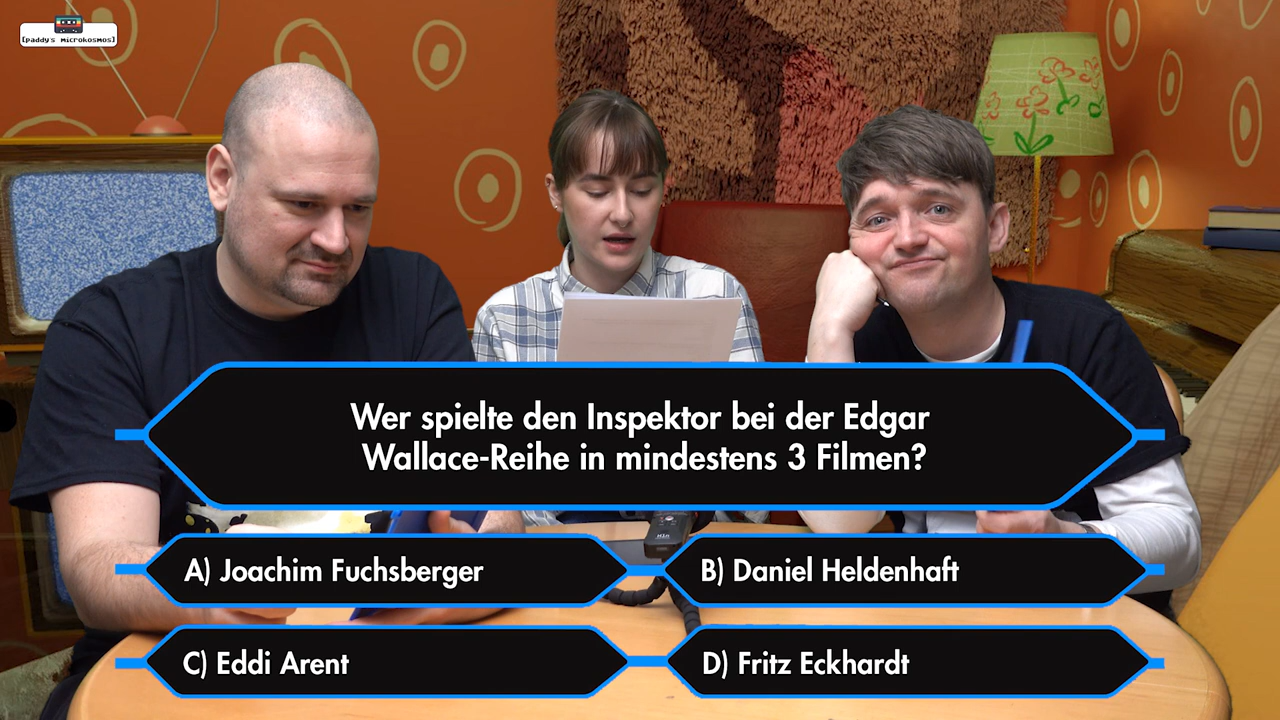 [paddy's microkosmos]
Wer spielte den Inspektor bei der Edgar
Wallace-Reihe in mindestens 3 Filmen?
A) Joachim Fuchsberger
B) Daniel Heldenhaft
C) Eddi Arent
D) Fritz Eckhardt